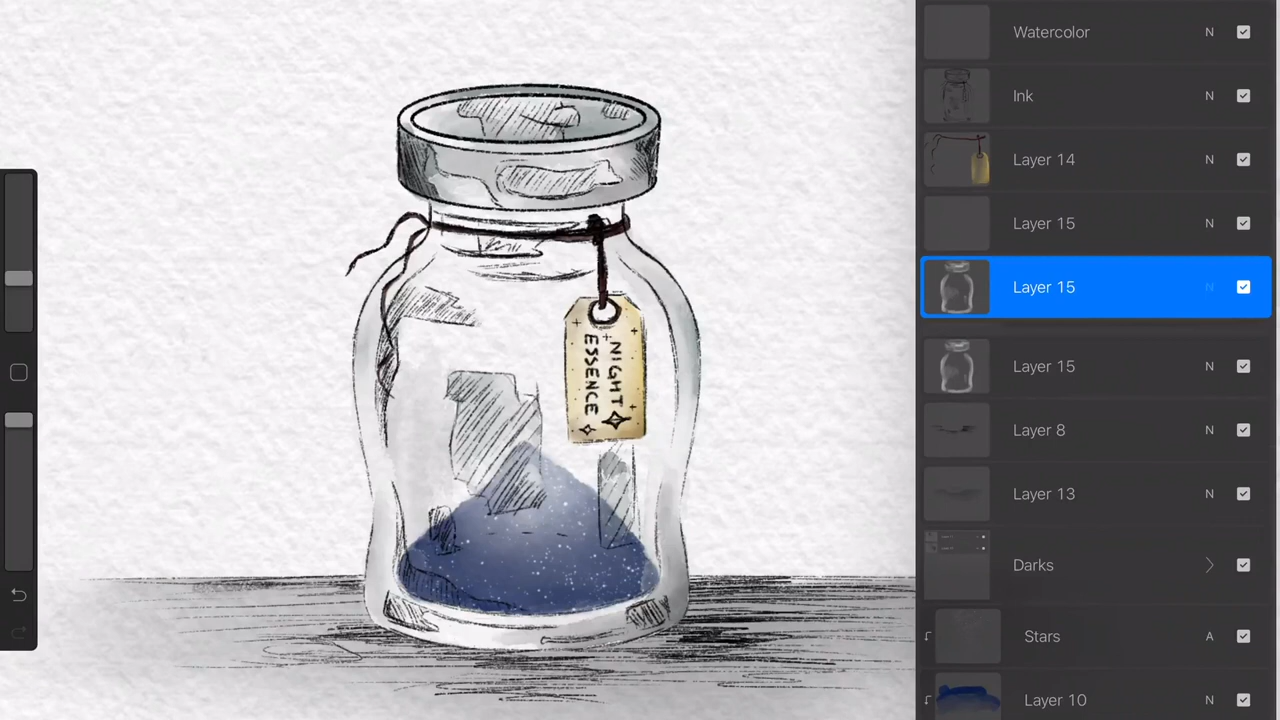 Watercolor N
Ink N
Layer 14 N
Layer 15 N
Layer 15 N
Layer 15 N
Layer 8 N
Layer 13 N
Darks
Stars A
Layer 10 N
NIGHT
ESSENCE